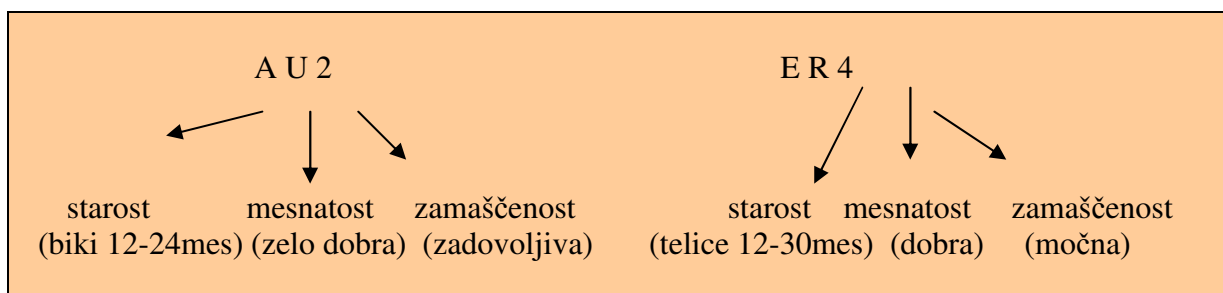 A U 2 E R 4
starost mesnatost zamaščenost starost mesnatost zamaščenost
(biki 12-24mes) (zelo dobra) (zadovoljiva) (telice 12-30mes) (dobra) (močna)